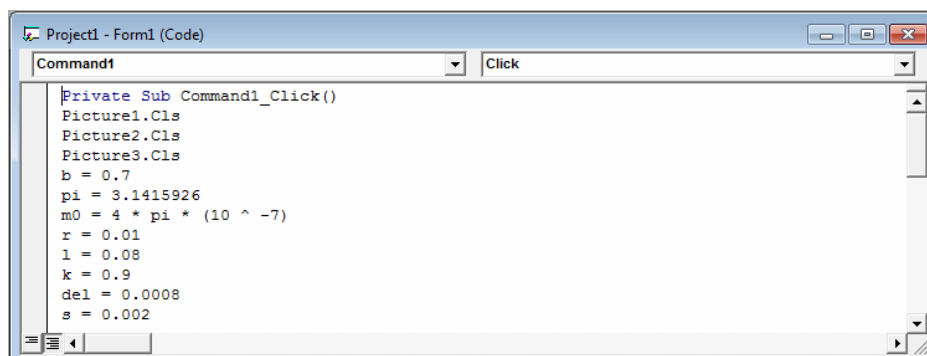 Project1 - Form1 (Code)
Command1 Click
Private Sub Command1_Click()
Picture1.Cls
Picture2.Cls
Picture3.Cls
b = 0.7
pi = 3.1415926
m0 = 4 * pi * (10 ^ -7)
r = 0.01
l = 0.08
k = 0.9
del = 0.0008
s = 0.002